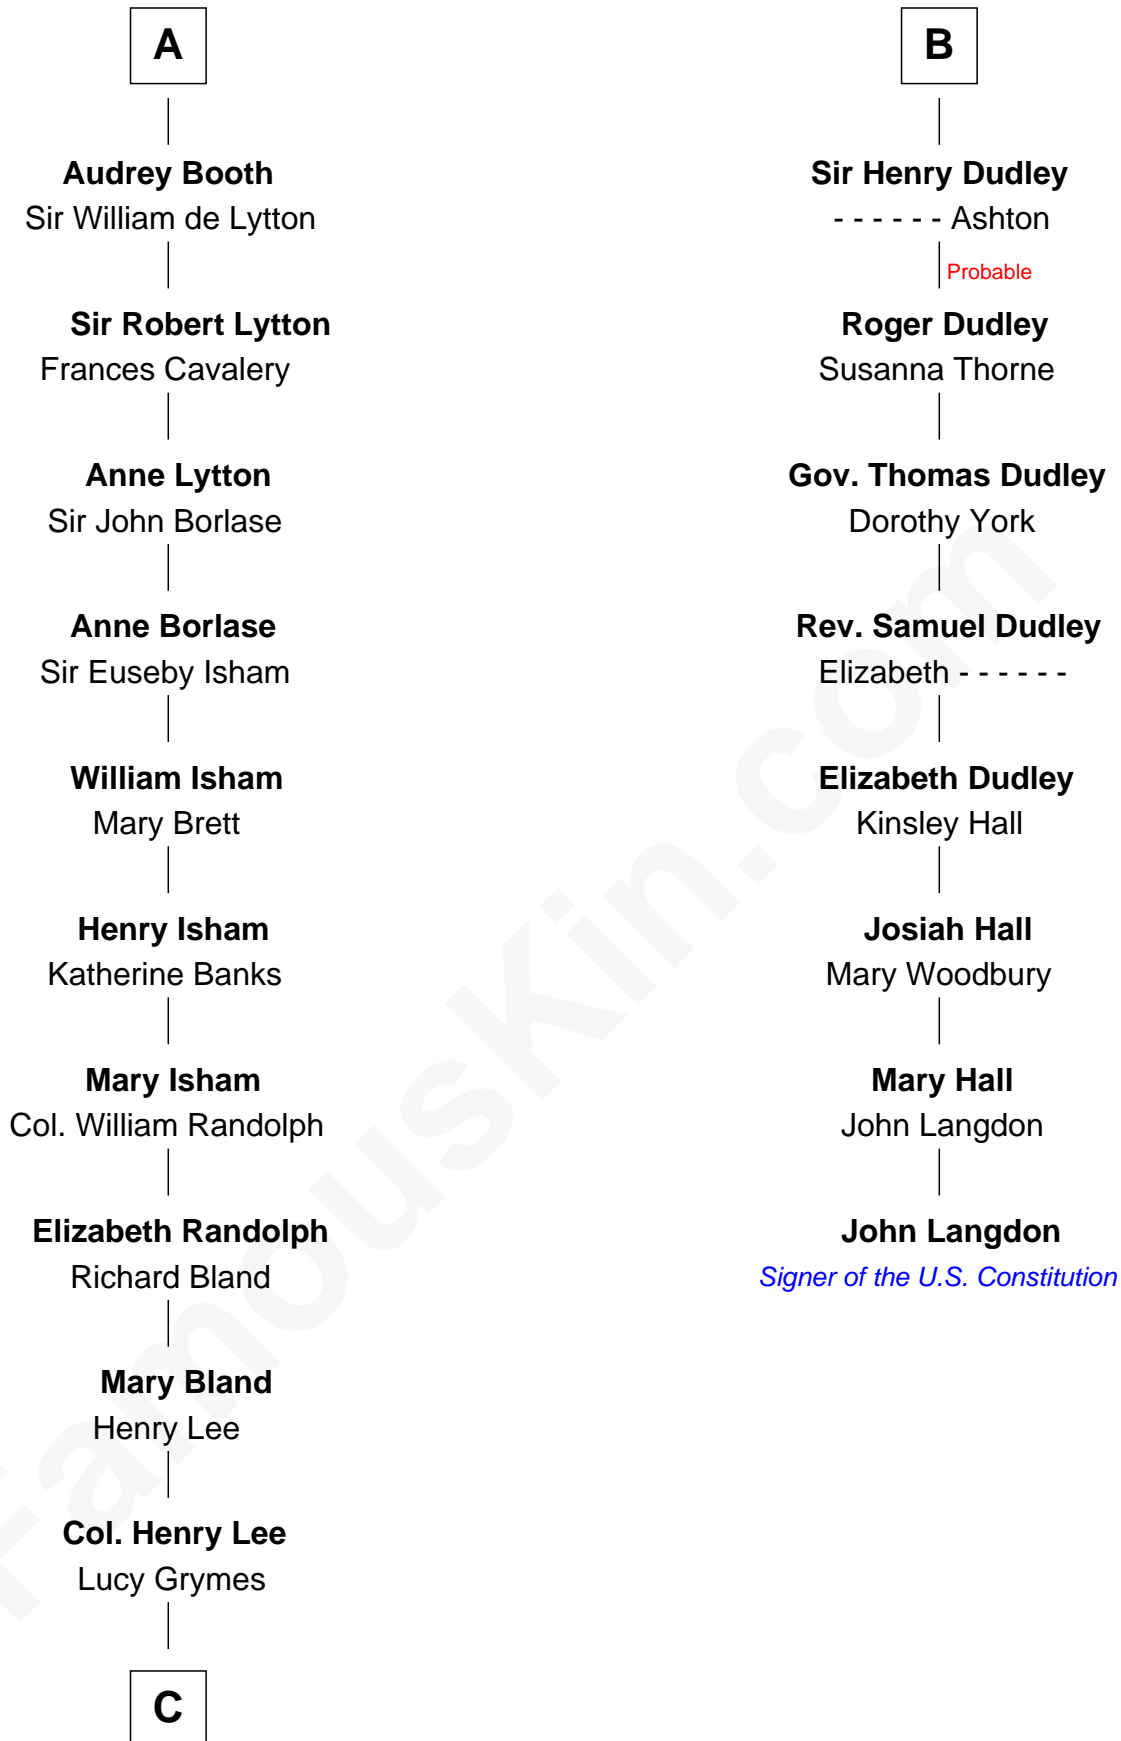 A
Audrey Booth
Sir William de Lytton
Sir Robert Lytton
Frances Cavalery
Anne Lytton
Sir John Borlase
Anne Borlase
Sir Euseby Isham
William Isham
Mary Brett
Henry Isham
Katherine Banks
Mary Isham
Col. William Randolph
Elizabeth Randolph
Richard Bland
Mary Bland
Henry Lee
Col. Henry Lee
Lucy Grymes
C
B
Sir Henry Dudley
- - - - - - Ashton
Probable
Roger Dudley
Susanna Thorne
Gov. Thomas Dudley
Dorothy York
Rev. Samuel Dudley
Elizabeth - - - - - -
Elizabeth Dudley
Kinsley Hall
Josiah Hall
Mary Woodbury
Mary Hall
John Langdon
John Langdon
Signer of the U.S. Constitution
FamousKin.com